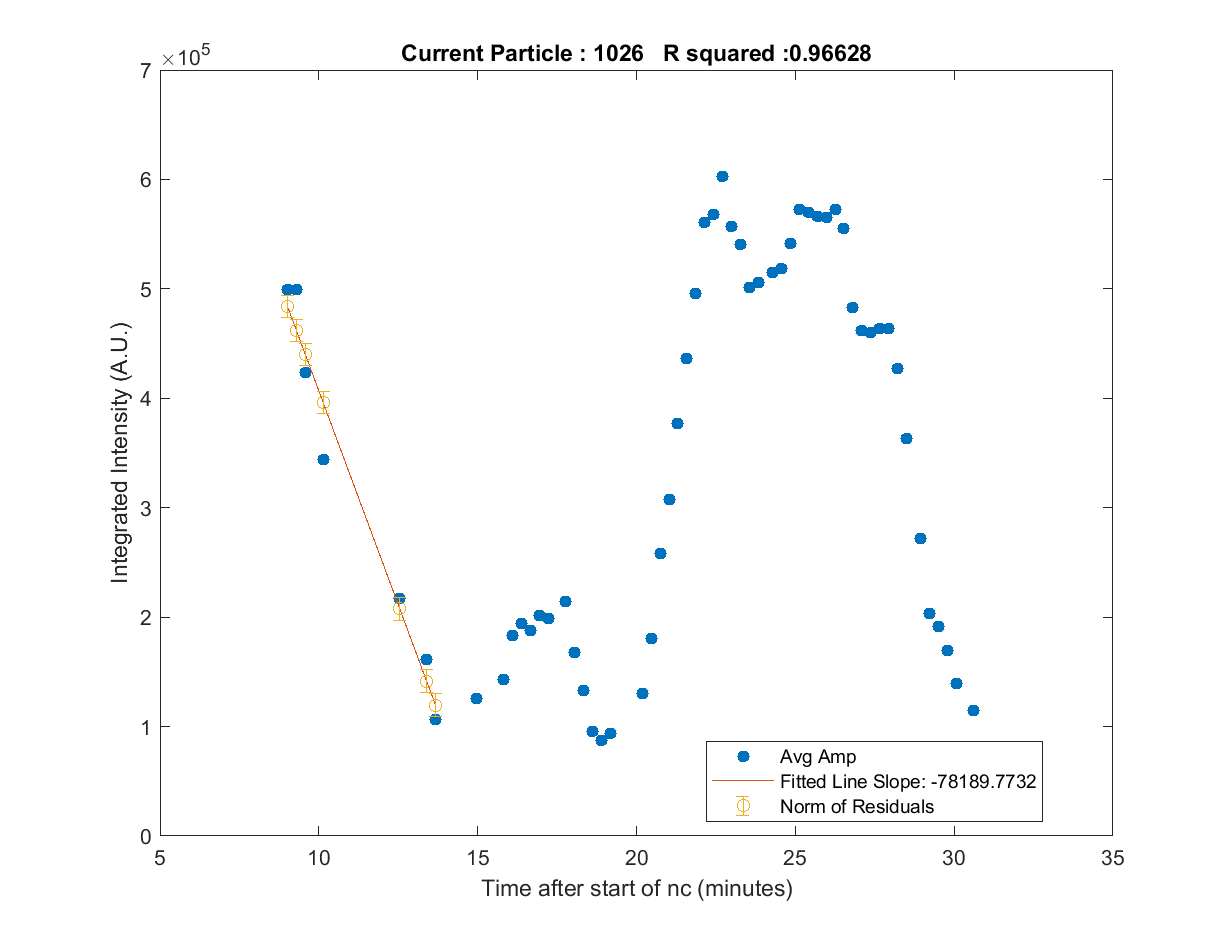 Current Particle : 1026 R squared :0.96628
×10^5
7
6
5
4
3
2
1
0
5 10 15 20 25 30 35
Integrated Intensity (A.U.)
Time after start of nc (minutes)
Avg Amp
Fitted Line Slope: -78189.7732
Norm of Residuals